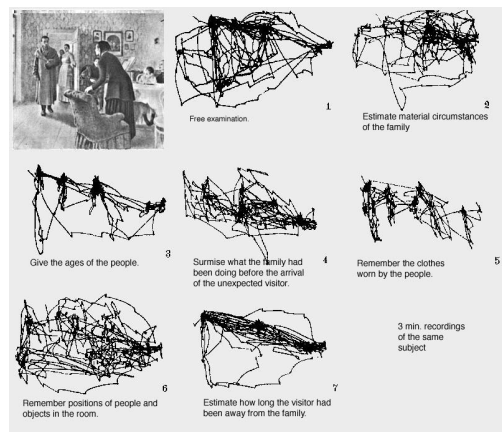 1
Free examination.
2
Estimate material circumstances
of the family
3
Give the ages of the people.
4
Surmise what the family had
been doing before the arrival
of the unexpected visitor.
5
Remember the clothes
worn by the people.
6
Remember positions of people and
objects in the room.
7
Estimate how long the visitor had
been away from the family.
3 min. recordings
of the same
subject